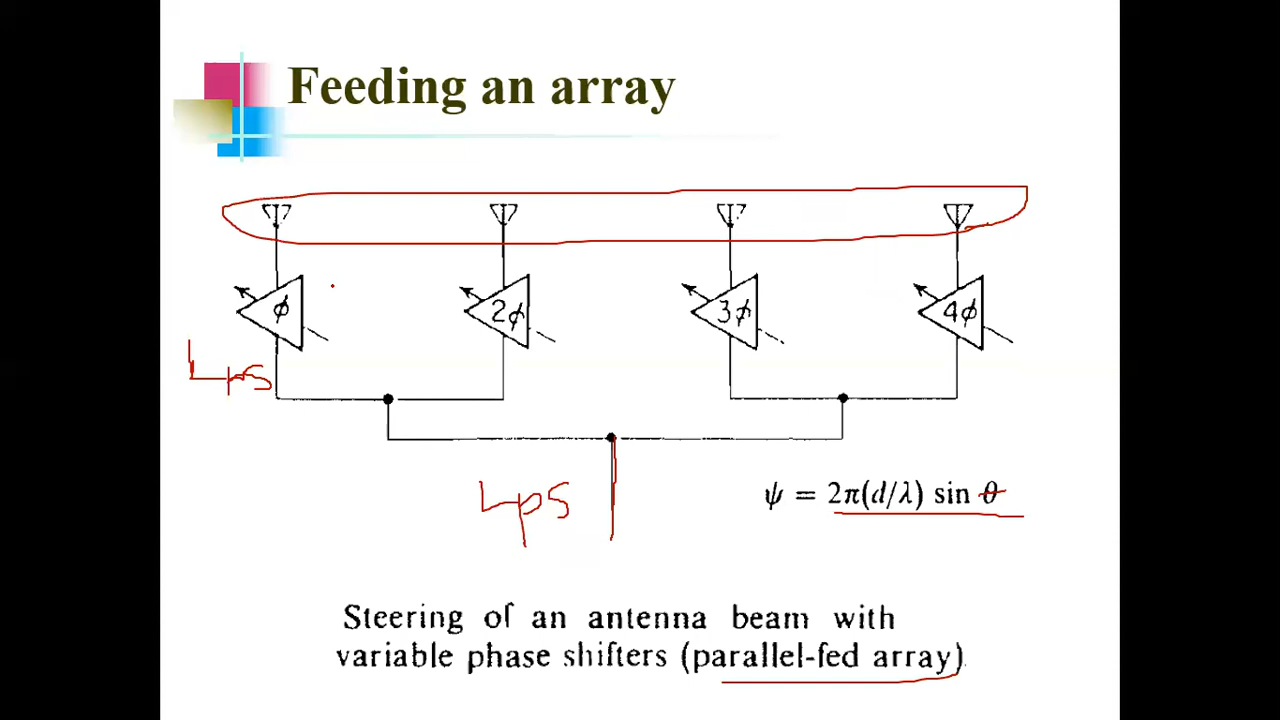 Feeding an array
ϕ 2ϕ 3ϕ 4ϕ
Lps
Lps
ψ = 2π(d/λ) sin θ
Steering of an antenna beam with
variable phase shifters (parallel-fed array)